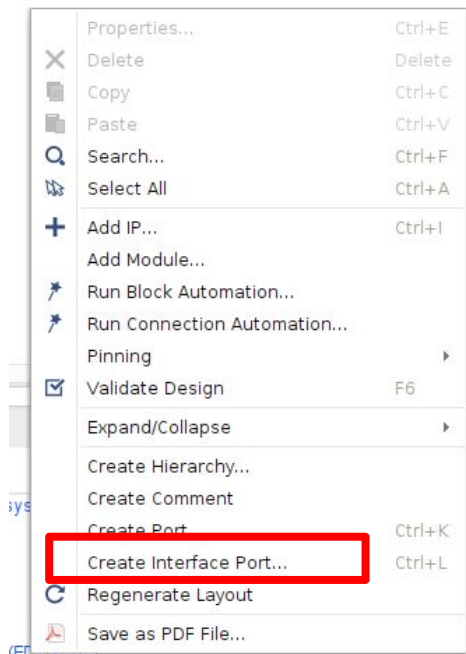 Properties... Ctrl+E
Delete Delete
Copy Ctrl+C
Paste Ctrl+V
Search... Ctrl+F
Select All Ctrl+A
Add IP... Ctrl+I
Add Module...
Run Block Automation...
Run Connection Automation...
Pinning
Validate Design F6
Expand/Collapse
Create Hierarchy...
Create Comment
sys
Create Port... Ctrl+K
Create Interface Port... Ctrl+L
Regenerate Layout
Save as PDF File...